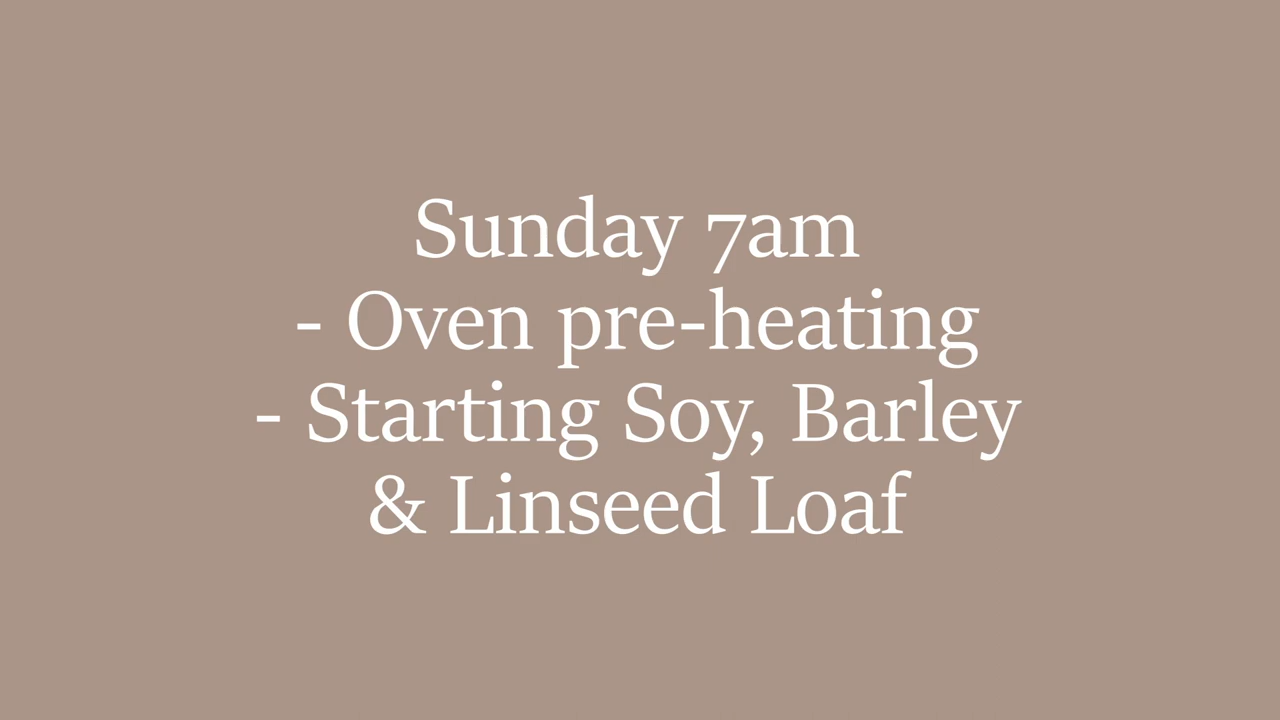 Sunday 7am
- Oven pre-heating
- Starting Soy, Barley
& Linseed Loaf